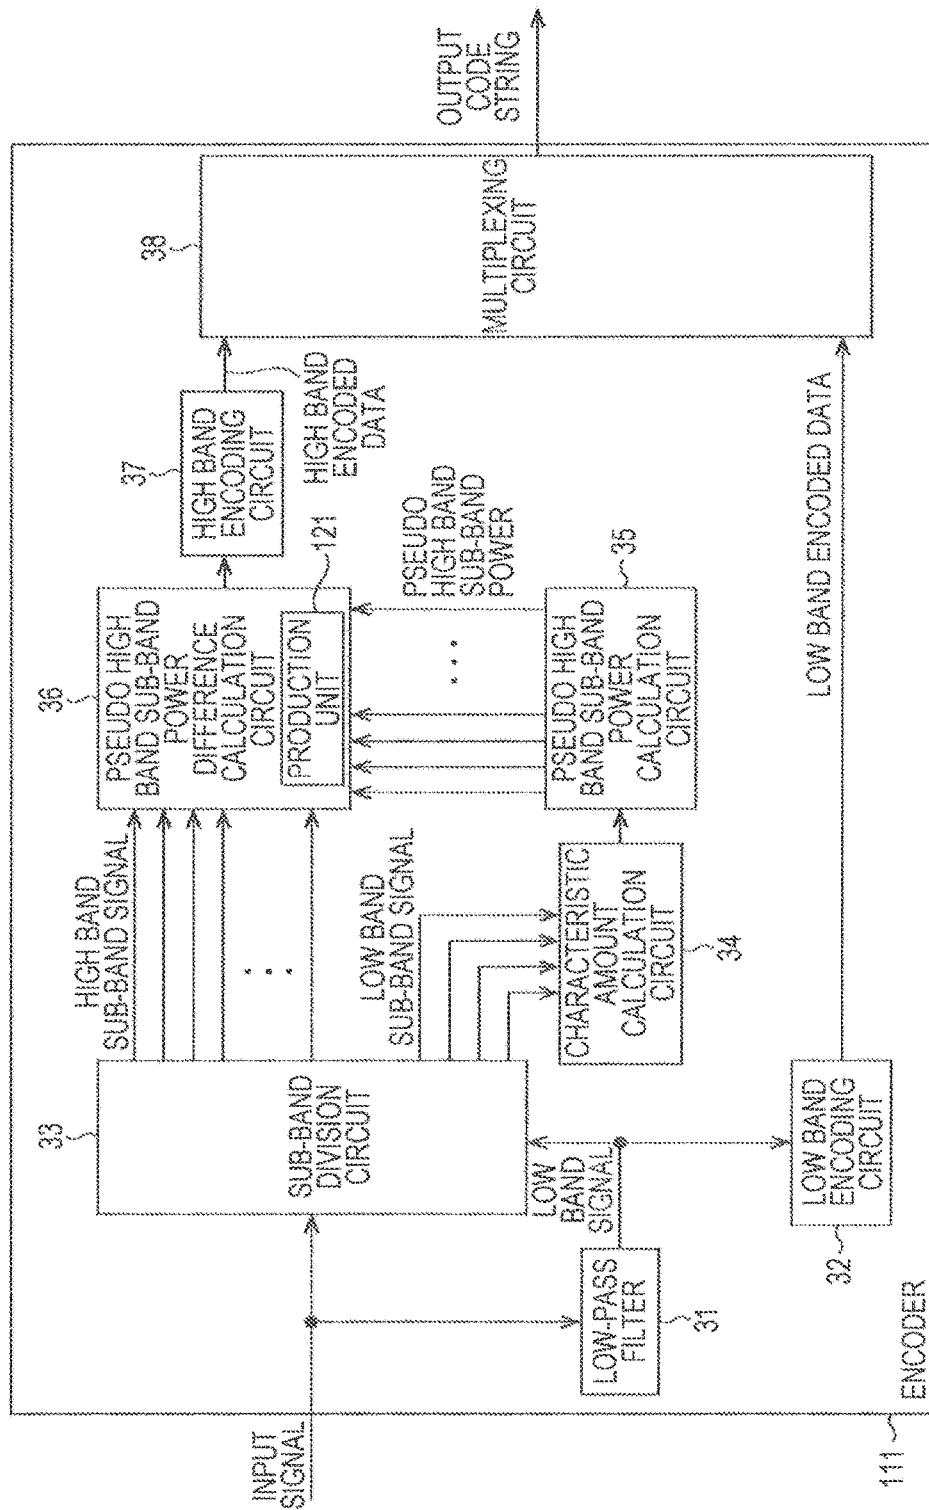 INPUT
SIGNAL
111
ENCODER
LOW-PASS
FILTER
31
33
SUB-BAND
DIVISION
CIRCUIT
LOW
BAND
SIGNAL
LOW BAND
ENCODING
CIRCUIT
32
HIGH BAND
SUB-BAND SIGNAL
LOW BAND
SUB-BAND SIGNAL
CHARACTERISTIC
AMOUNT
CALCULATION
CIRCUIT
34
36
PSEUDO HIGH
BAND SUB-BAND
POWER
DIFFERENCE
CALCULATION
CIRCUIT
PRODUCTION
UNIT
121
PSEUDO
HIGH BAND
SUB-BAND
POWER
35
PSEUDO HIGH
BAND SUB-BAND
POWER
CALCULATION
CIRCUIT
37
HIGH BAND
ENCODING
CIRCUIT
HIGH BAND
ENCODED
DATA
LOW BAND ENCODED DATA
38
MULTIPLEXING
CIRCUIT
OUTPUT
CODE
STRING